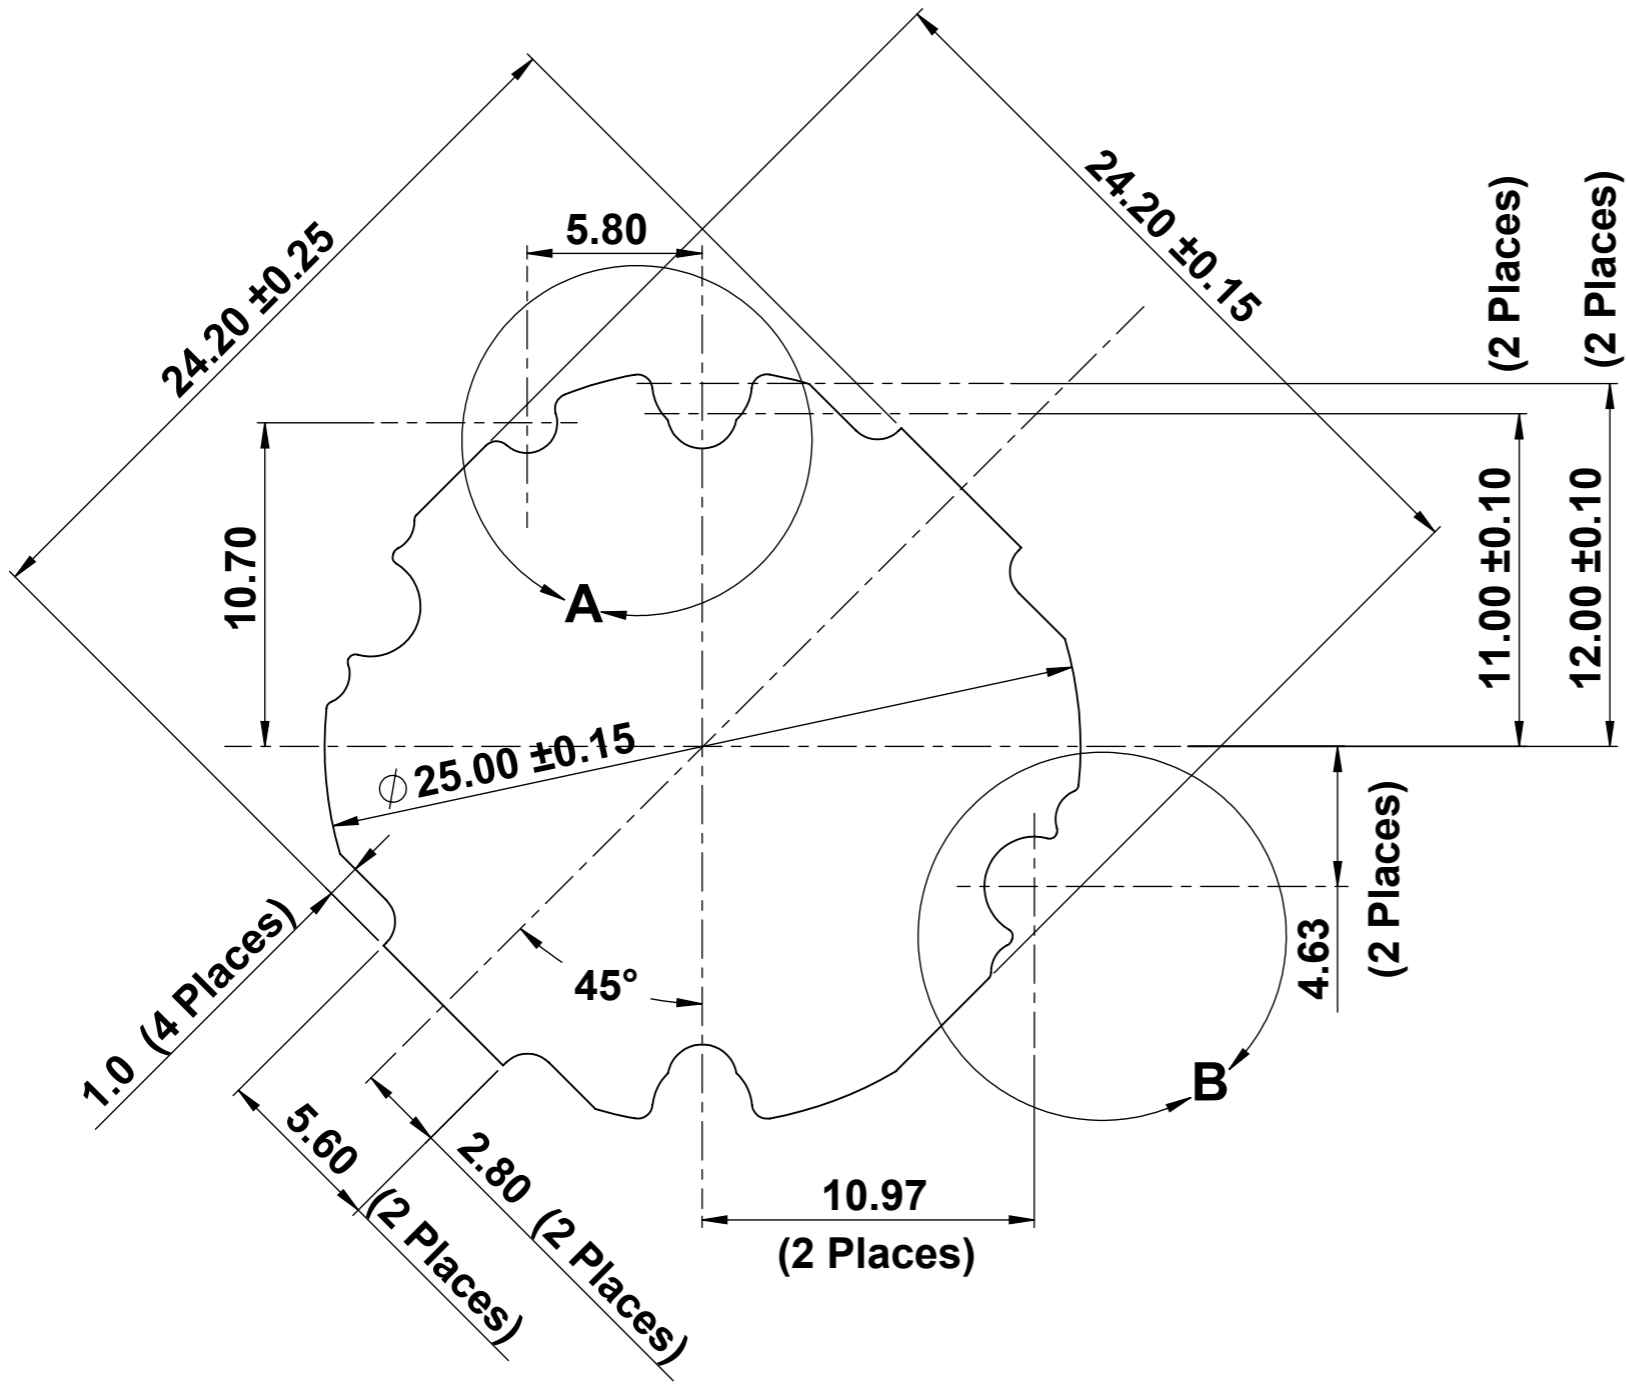 24.20 ±0.25
5.80
24.20 ±0.15
(2 Places)
(2 Places)
10.70
A
11.00 ±0.10
12.00 ±0.10
∅ 25.00 ±0.15
1.0 (4 Places)
45°
4.63
(2 Places)
B
5.60
(2 Places)
2.80 (2 Places)
10.97
(2 Places)